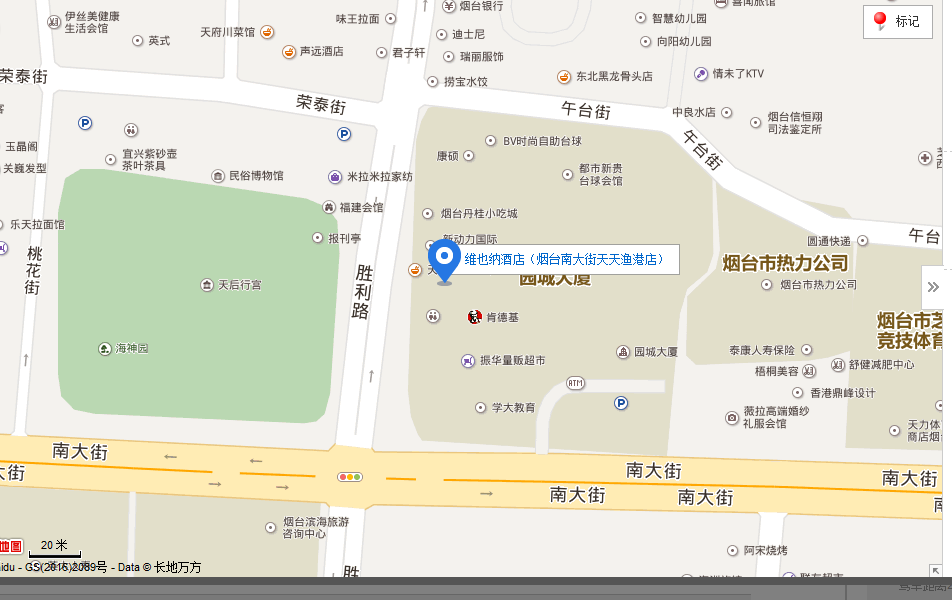 伊丝美健康
生活会馆
英式
天府川菜馆
味王拉面
声远酒店
君子轩
烟台银行
迪士尼
瑞丽服饰
捞宝水饺
智慧幼儿园
向阳幼儿园
东北黑龙骨头店
情未了KTV
标记
荣泰街
荣泰街
午台街
中良水店
烟台信恒翔
司法鉴定所
午台街
P
P
玉晶阁
关巍发型
宜兴紫砂壶
茶叶茶具
民俗博物馆
米拉米拉家纺
BV时尚自助台球
康硕
都市新贵
台球会馆
福建会馆
烟台丹桂小吃城
乐天拉面馆
报刊亭
新动力国际
圆通快递
午台
桃花街
胜利路
维也纳酒店（烟台南大街天天渔港店）
园城大厦
烟台市热力公司
烟台市热力公司
天后行宫
肯德基
烟台市芝
竞技体育
海神园
振华量贩超市
园城大厦
泰康人寿保险
梧桐美容
舒健减肥中心
ATM
香港鼎峰设计
学大教育
P
薇拉高端婚纱
礼服会馆
天力体
商店烟
南大街
大街
南大街
南大街
南大街
南大街
南
烟台滨海旅游
咨询中心
地图
20 米
阿宋烧烤
胜
idu - GS(2016)2089号 - Data © 长地万方